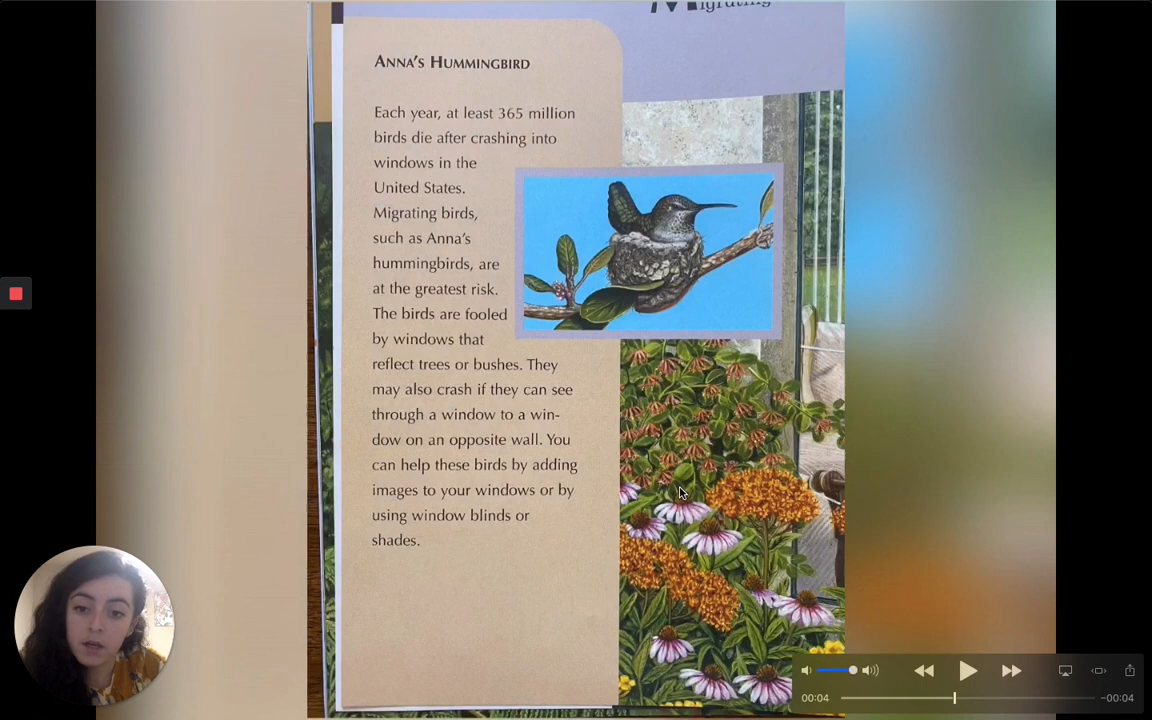 Migrating
ANNA'S HUMMINGBIRD
Each year, at least 365 million
birds die after crashing into
windows in the
United States.
Migrating birds,
such as Anna's
hummingbirds, are
at the greatest risk.
The birds are fooled
by windows that
reflect trees or bushes. They
may also crash if they can see
through a window to a win-
dow on an opposite wall. You
can help these birds by adding
images to your windows or by
using window blinds or
shades.
00:04
-00:04